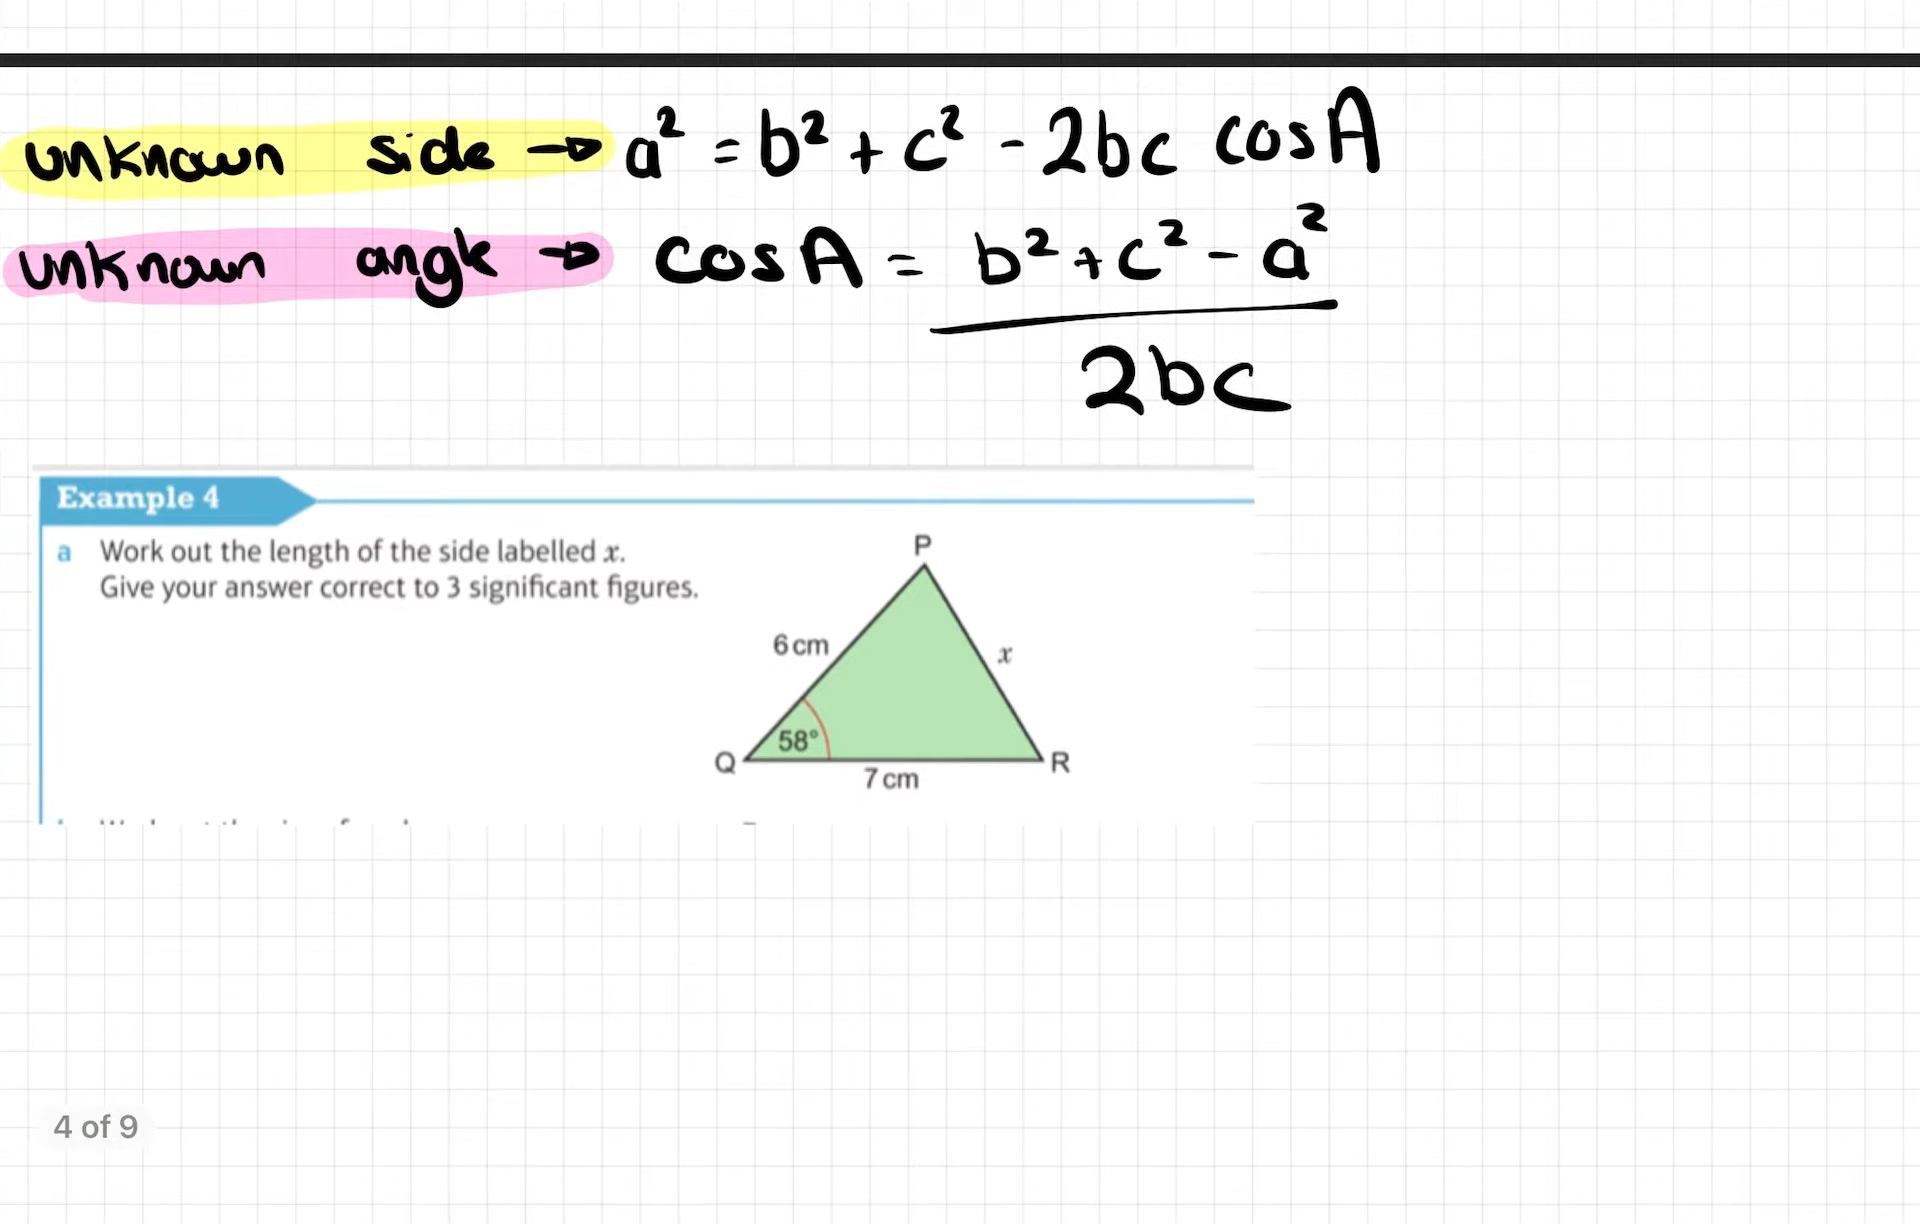 unknown side → a² = b² + c² - 2bc cosA
unknown angle → cosA = b² + c² - a²
2bc
Example 4
a Work out the length of the side labelled x.
Give your answer correct to 3 significant figures.
P
6 cm
x
58°
Q
R
7 cm
4 of 9